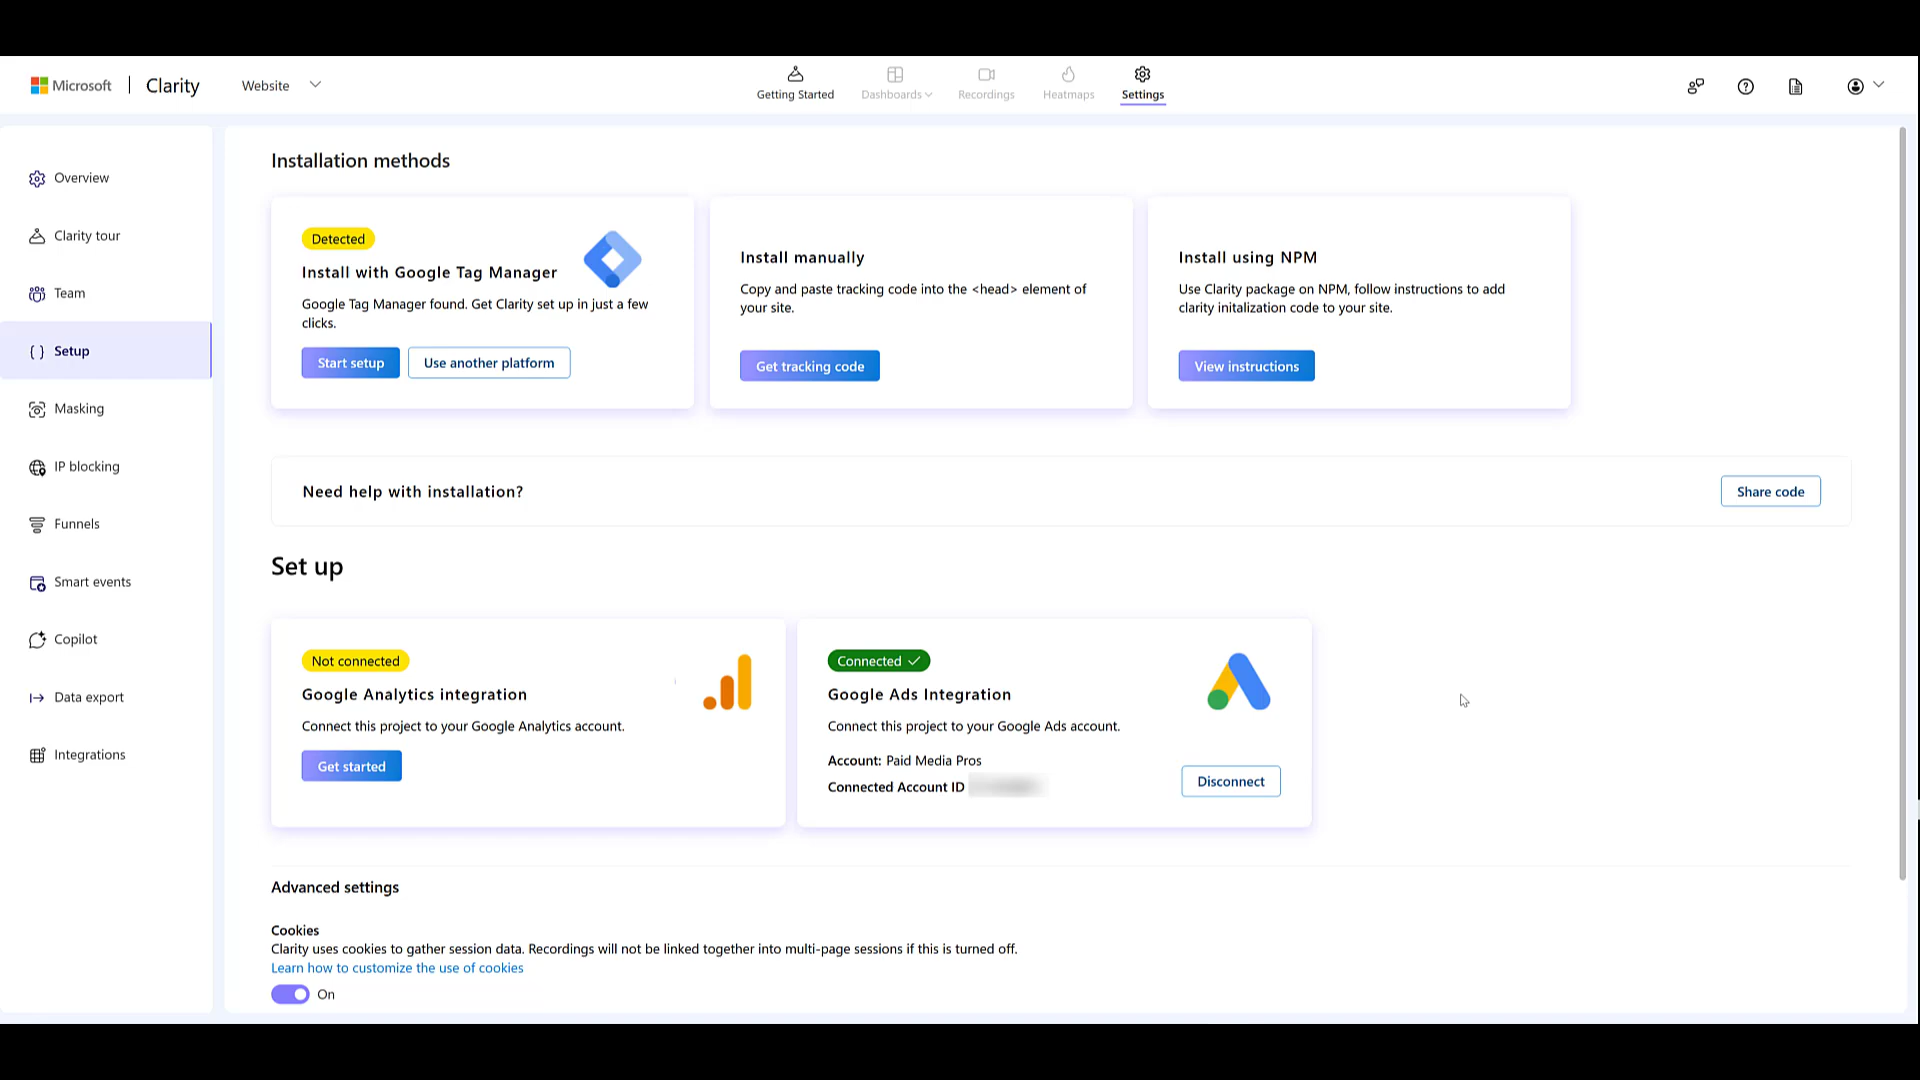 Microsoft | Clarity
Website
Getting Started
Dashboards
Recordings
Heatmaps
Settings
Overview
Clarity tour
Team
Setup
Masking
IP blocking
Funnels
Smart events
Copilot
Data export
Integrations
Installation methods
Detected
Install with Google Tag Manager
Google Tag Manager found. Get Clarity set up in just a few
clicks.
Start setup
Use another platform
Install manually
Copy and paste tracking code into the <head> element of
your site.
Get tracking code
Install using NPM
Use Clarity package on NPM, follow instructions to add
clarity initalization code to your site.
View instructions
Need help with installation?
Share code
Set up
Not connected
Google Analytics integration
Connect this project to your Google Analytics account.
Get started
Connected
Google Ads Integration
Connect this project to your Google Ads account.
Account: Paid Media Pros
Connected Account ID
Disconnect
Advanced settings
Cookies
Clarity uses cookies to gather session data. Recordings will not be linked together into multi-page sessions if this is turned off.
Learn how to customize the use of cookies
On